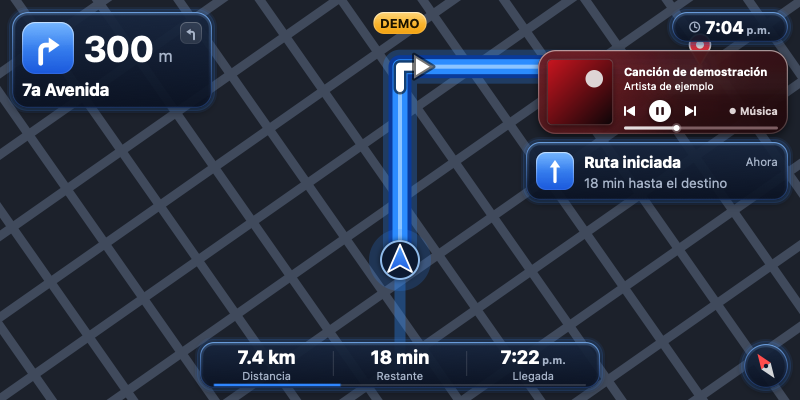 300 m
7a Avenida
DEMO
7:04 p.m.
Canción de demostración
Artista de ejemplo
Música
Ruta iniciada
Ahora
18 min hasta el destino
7.4 km
Distancia
18 min
Restante
7:22 p.m.
Llegada